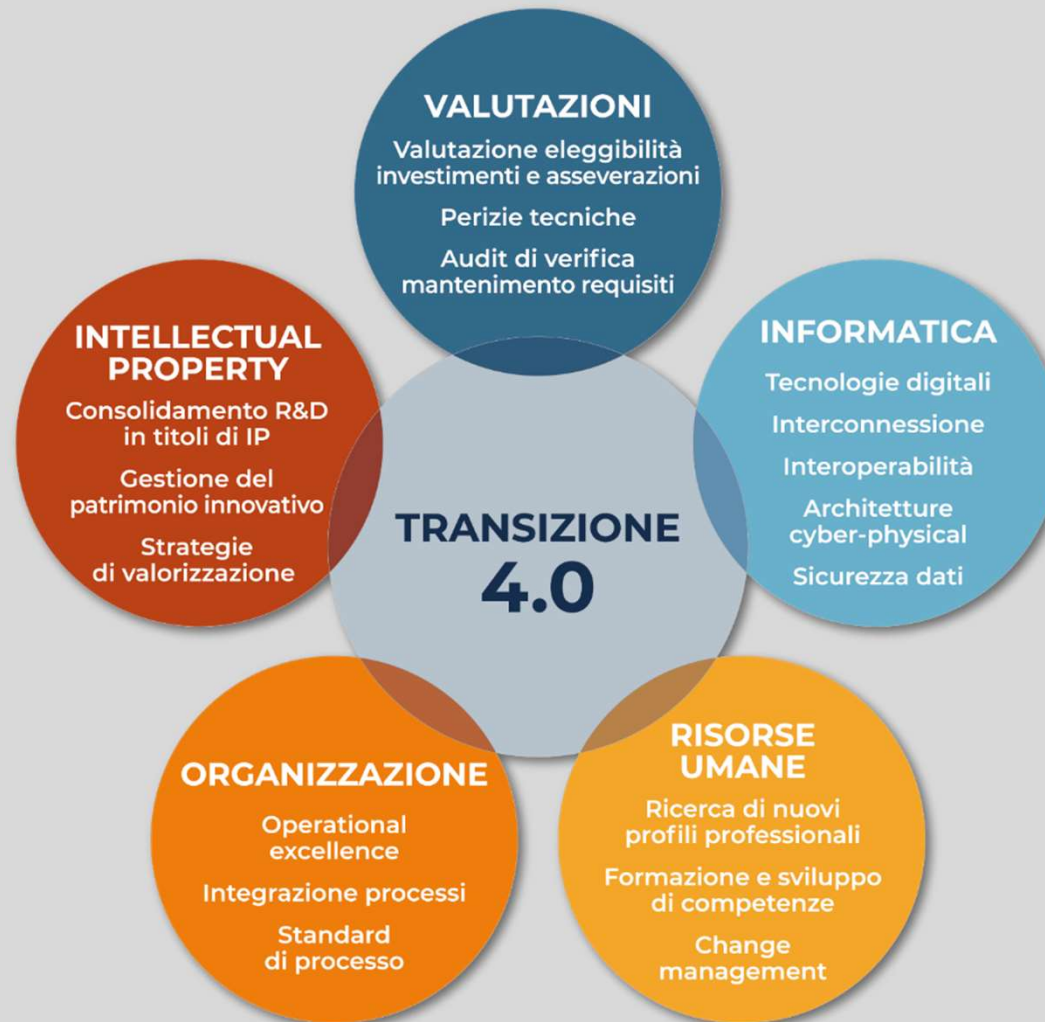 VALUTAZIONI
Valutazione eleggibilità
investimenti e asseverazioni
Perizie tecniche
Audit di verifica
mantenimento requisiti
INTELLECTUAL
PROPERTY
Consolidamento R&D
in titoli di IP
Gestione del
patrimonio innovativo
Strategie
di valorizzazione
INFORMATICA
Tecnologie digitali
Interconnessione
Interoperabilità
Architetture
cyber-physical
Sicurezza dati
TRANSIZIONE
4.0
ORGANIZZAZIONE
Operational
excellence
Integrazione processi
Standard
di processo
RISORSE
UMANE
Ricerca di nuovi
profili professionali
Formazione e sviluppo
di competenze
Change
management